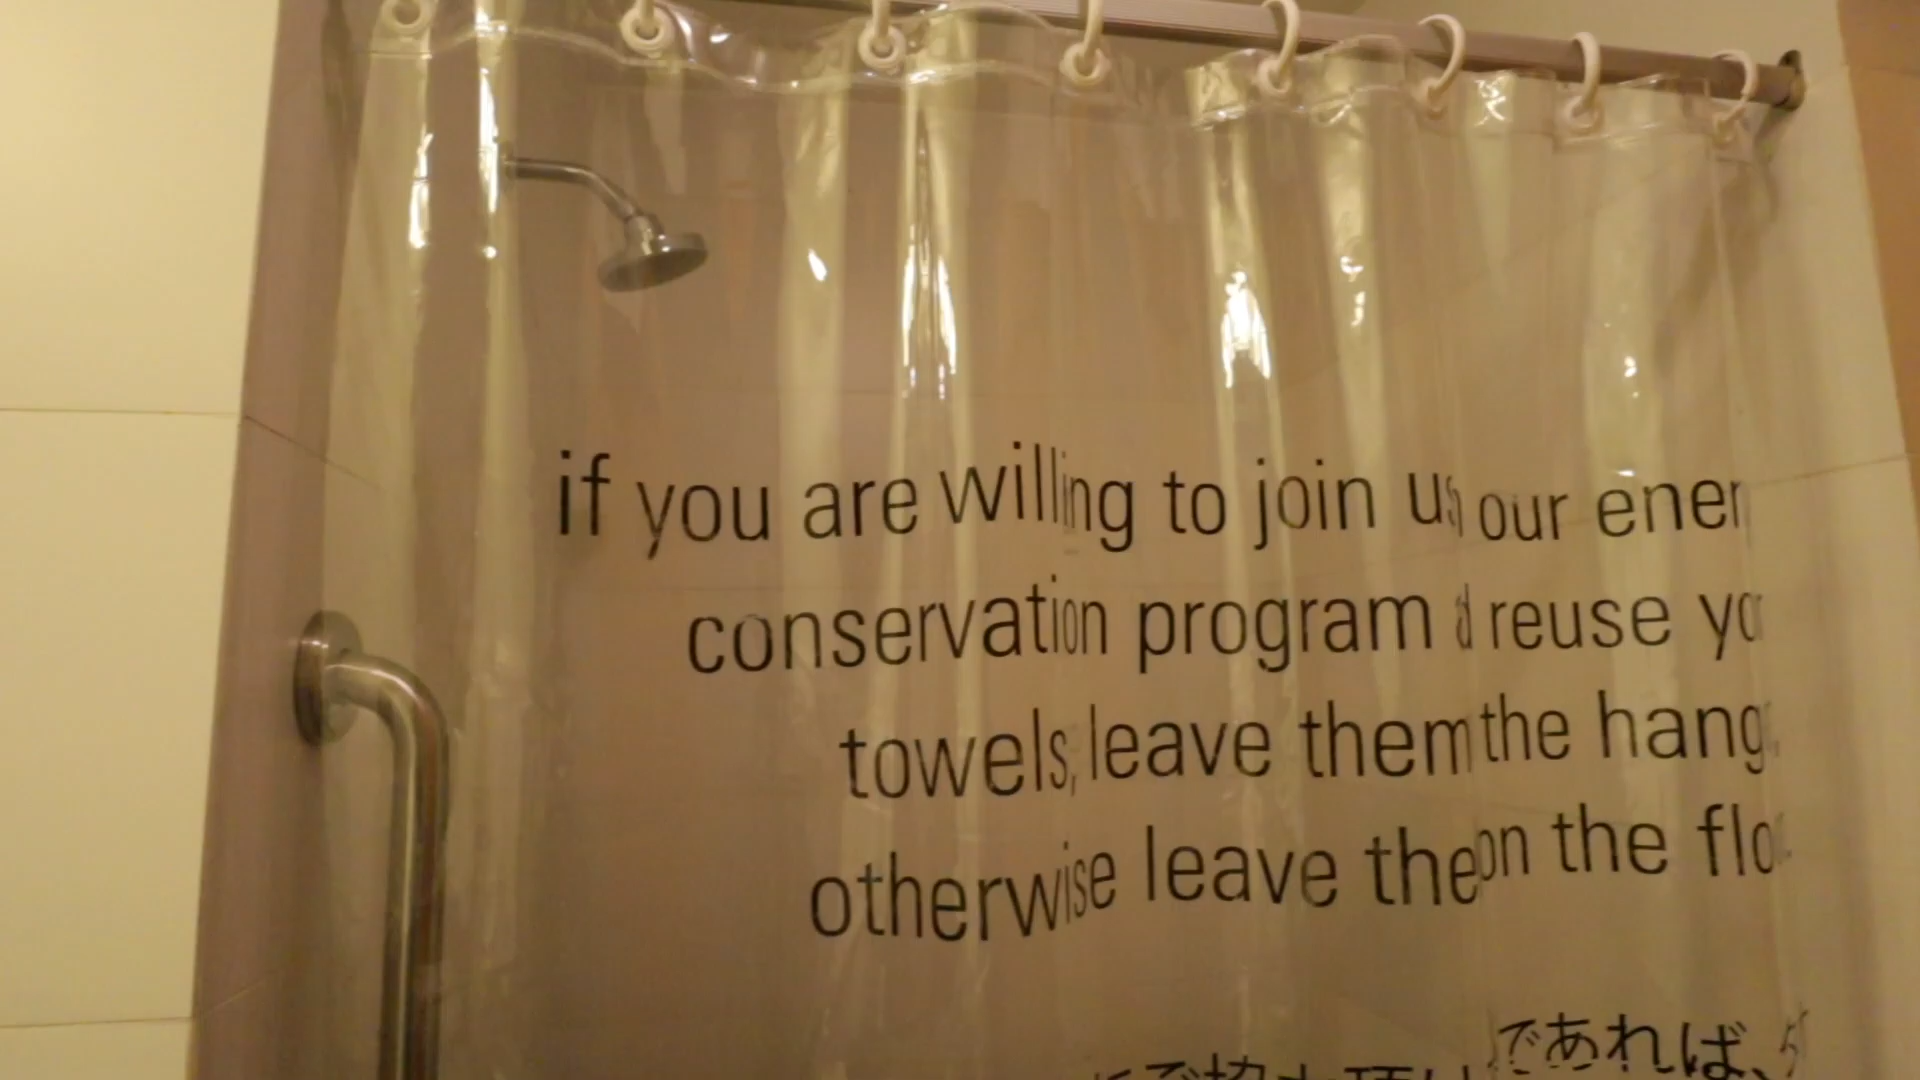 if you are willing to join us our ener
conservation program d reuse yo
towels, leave them the hang
otherwise leave the on the flo
であれば、